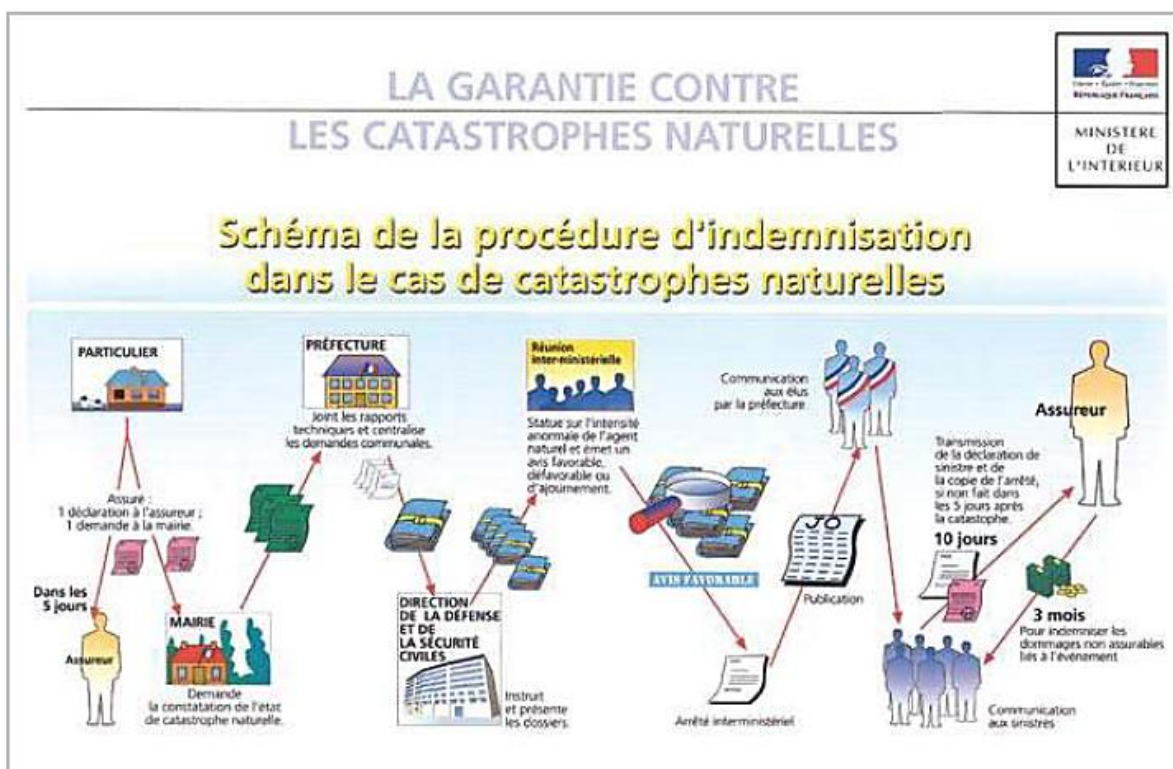 LA GARANTIE CONTRE
LES CATASTROPHES NATURELLES
RÉPUBLIQUE FRANÇAISE
MINISTERE
DE
L'INTERIEUR
Schéma de la procédure d'indemnisation
dans le cas de catastrophes naturelles
PARTICULIER
Assuré :
1 déclaration à l'assureur ;
1 demande à la mairie.
Dans les
5 jours
Assureur
MAIRIE
Demande
la constatation de l'état
de catastrophe naturelle.
PRÉFECTURE
Joint les rapports
techniques et centralise
les demandes communales.
DIRECTION
DE LA DÉFENSE
ET DE
LA SÉCURITÉ
CIVILES
Instruit
et présente
les dossiers.
Réunion
inter-ministérielle
Statue sur l'intensité
anormale de l'agent
naturel et émet un
avis favorable,
défavorable ou
d'ajournement.
AVIS FAVORABLE
Arrêté interministériel
JO
Publication
Communication
aux élus
par la préfecture.
Transmission
de la déclaration de
sinistre et de
la copie de l'arrêté,
si non fait dans
les 5 jours après
la catastophe.
10 jours
Assureur
3 mois
Pour indemniser les
dommages non assurables
liés à l'événement
Communication
aux sinistrés